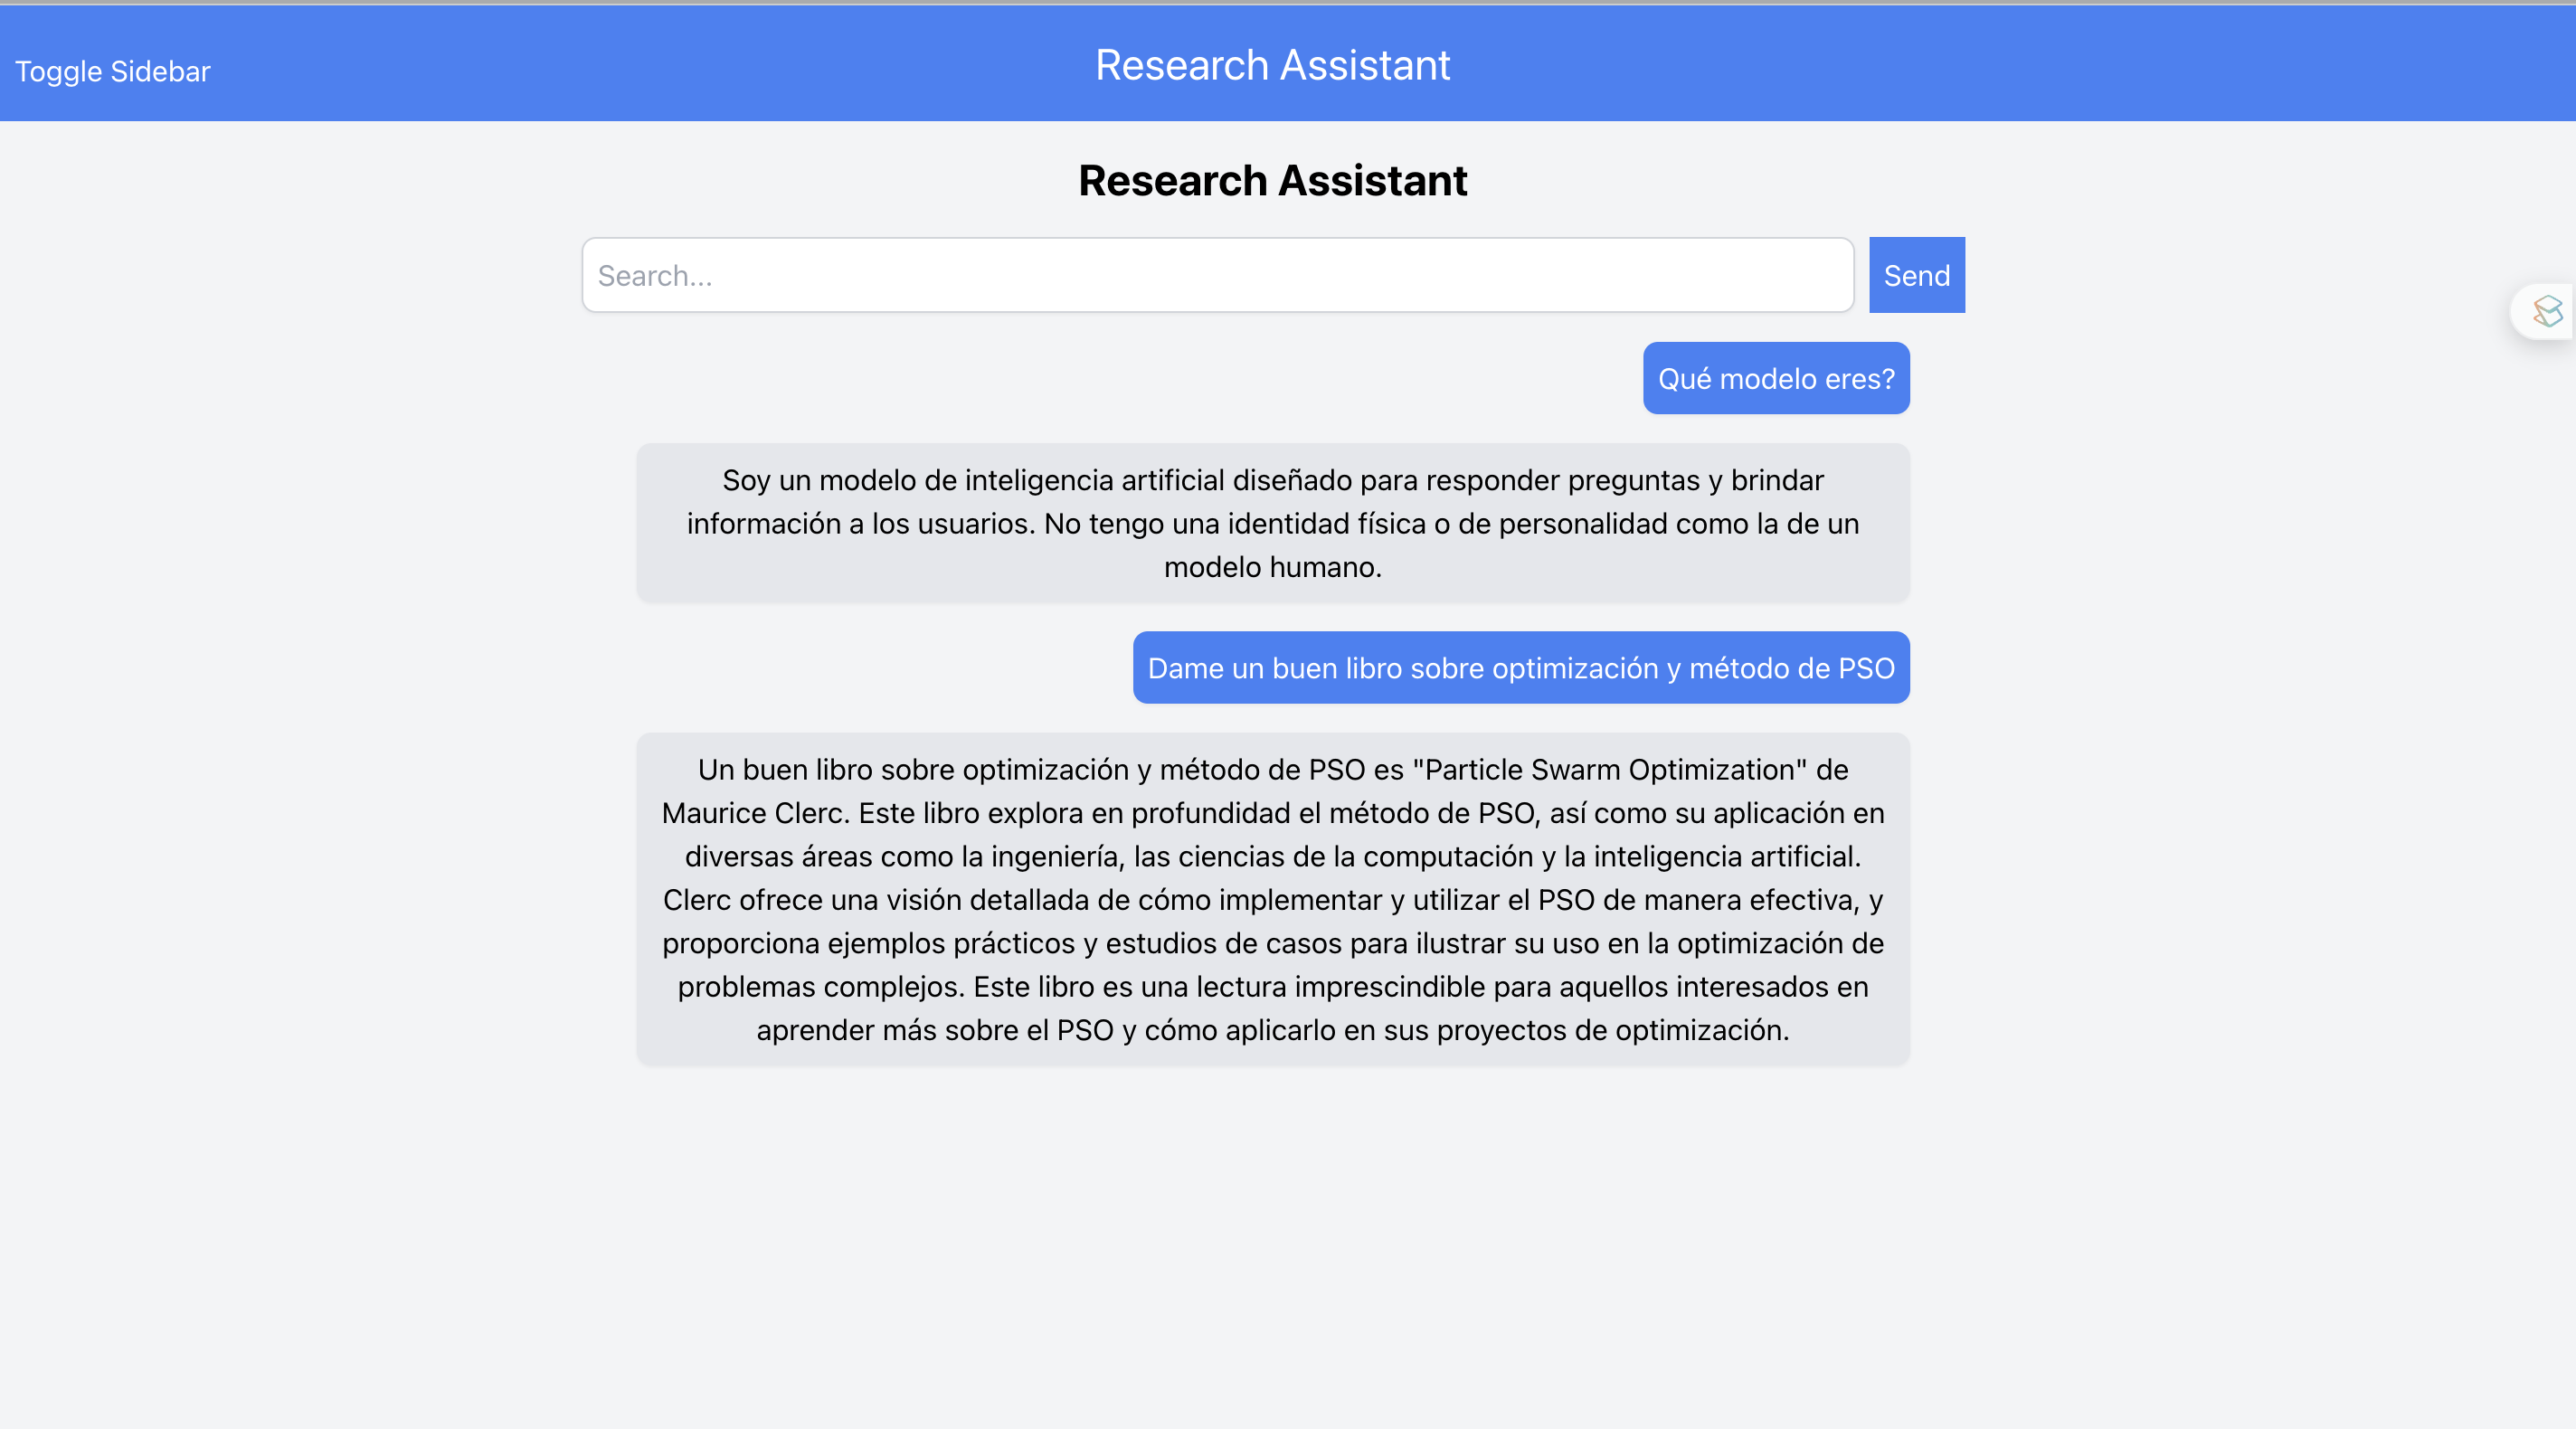 Toggle Sidebar
Research Assistant
Research Assistant
Search...
Send
Qué modelo eres?
Soy un modelo de inteligencia artificial diseñado para responder preguntas y brindar
información a los usuarios. No tengo una identidad física o de personalidad como la de un
modelo humano.
Dame un buen libro sobre optimización y método de PSO
Un buen libro sobre optimización y método de PSO es "Particle Swarm Optimization" de
Maurice Clerc. Este libro explora en profundidad el método de PSO, así como su aplicación en
diversas áreas como la ingeniería, las ciencias de la computación y la inteligencia artificial.
Clerc ofrece una visión detallada de cómo implementar y utilizar el PSO de manera efectiva, y
proporciona ejemplos prácticos y estudios de casos para ilustrar su uso en la optimización de
problemas complejos. Este libro es una lectura imprescindible para aquellos interesados en
aprender más sobre el PSO y cómo aplicarlo en sus proyectos de optimización.